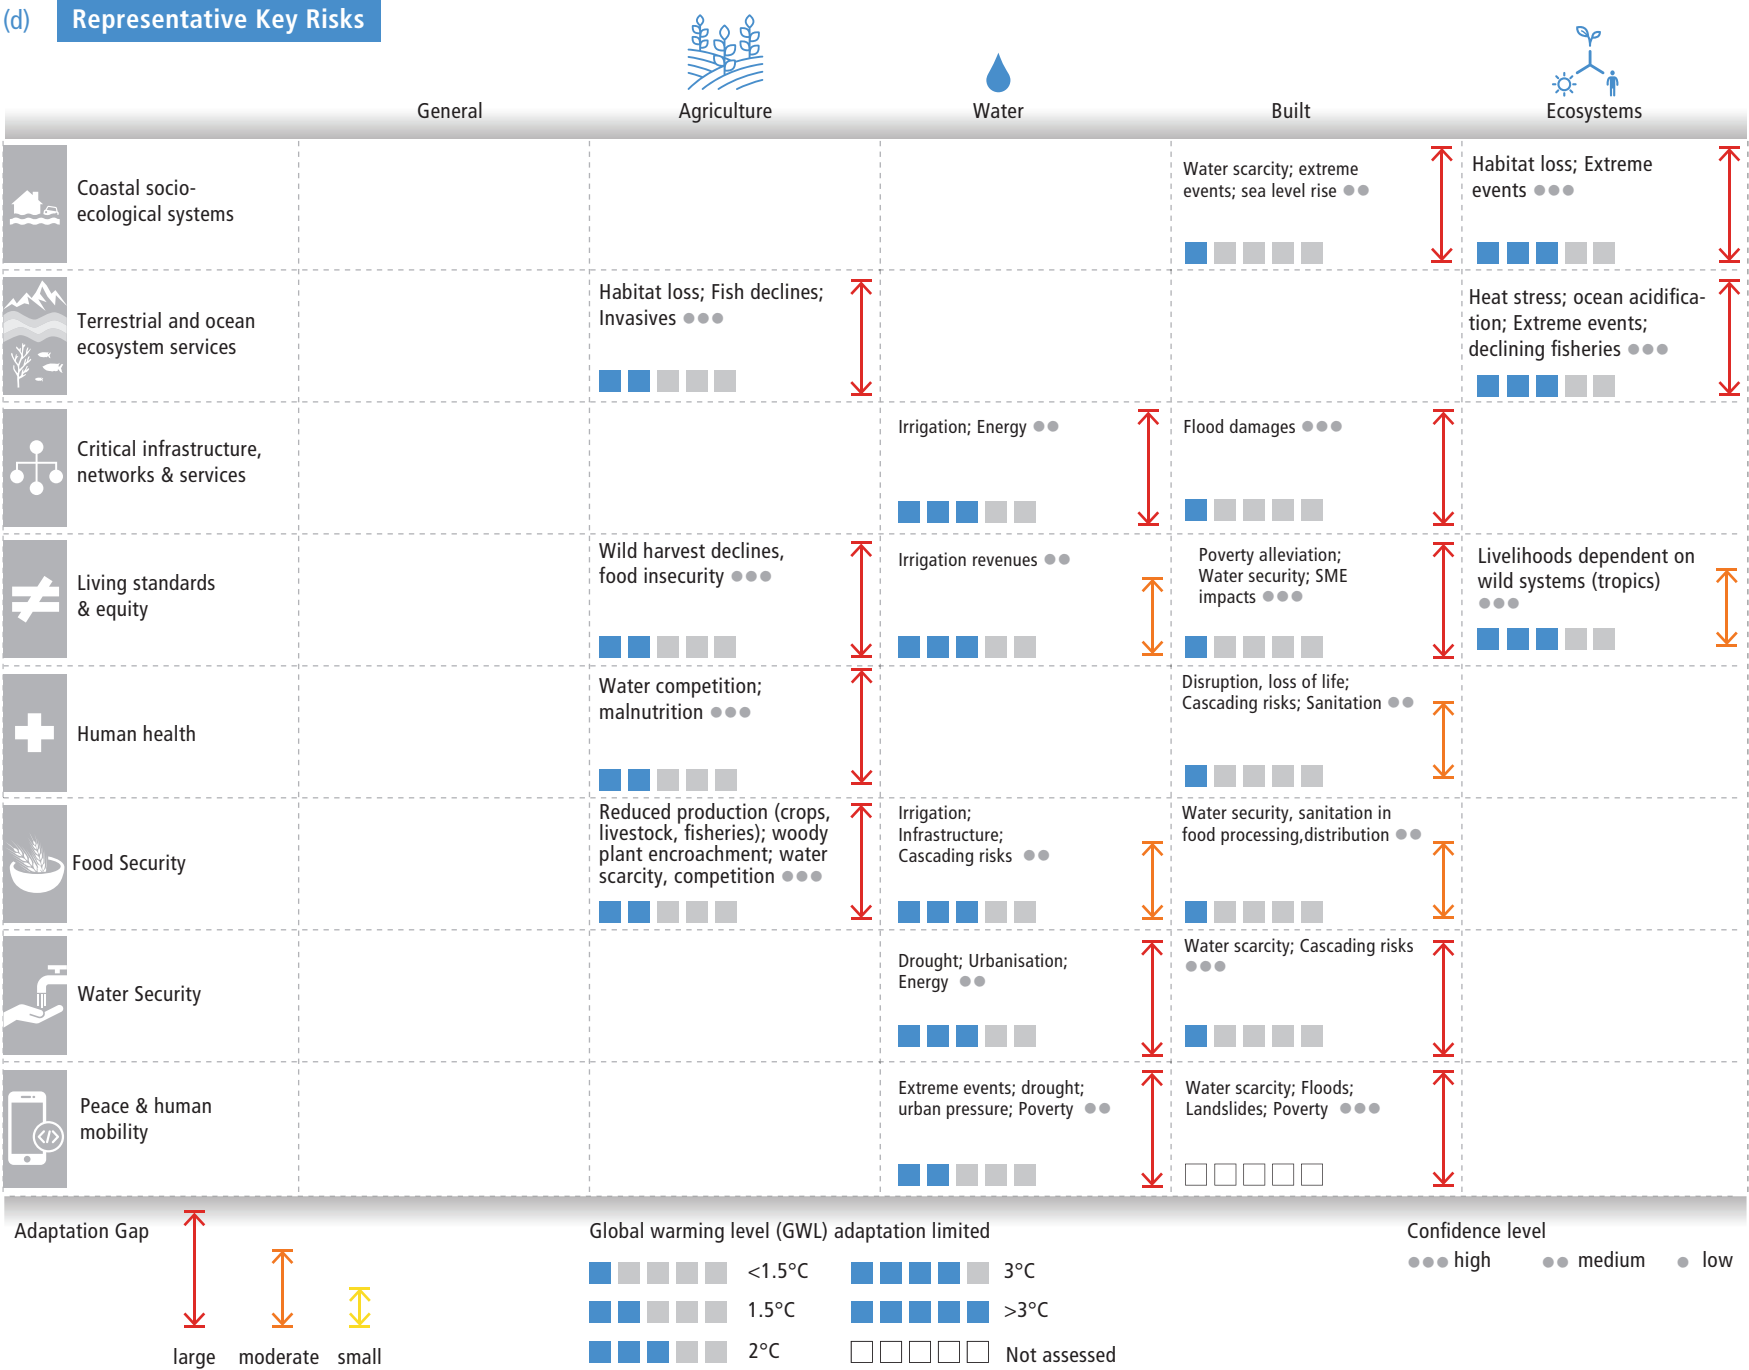 (d) Representative Key Risks
General Agriculture Water Built Ecosystems
Coastal socio-
ecological systems
Water scarcity; extreme
events; sea level rise
Habitat loss; Extreme
events
Terrestrial and ocean
ecosystem services
Habitat loss; Fish declines;
Invasives
Heat stress; ocean acidifica-
tion; Extreme events;
declining fisheries
Critical infrastructure,
networks & services
Irrigation; Energy
Flood damages
Living standards
& equity
Wild harvest declines,
food insecurity
Irrigation revenues
Poverty alleviation;
Water security; SME
impacts
Livelihoods dependent on
wild systems (tropics)
Human health
Water competition;
malnutrition
Disruption, loss of life;
Cascading risks; Sanitation
Food Security
Reduced production (crops,
livestock, fisheries); woody
plant encroachment; water
scarcity, competition
Irrigation;
Infrastructure;
Cascading risks
Water security, sanitation in
food processing,distribution
Water Security
Drought; Urbanisation;
Energy
Water scarcity; Cascading risks
Peace & human
mobility
</>
Extreme events; drought;
urban pressure; Poverty
Water scarcity; Floods;
Landslides; Poverty
Adaptation Gap
large moderate small
Global warming level (GWL) adaptation limited
<1.5°C
1.5°C
2°C
3°C
>3°C
Not assessed
Confidence level
high medium low